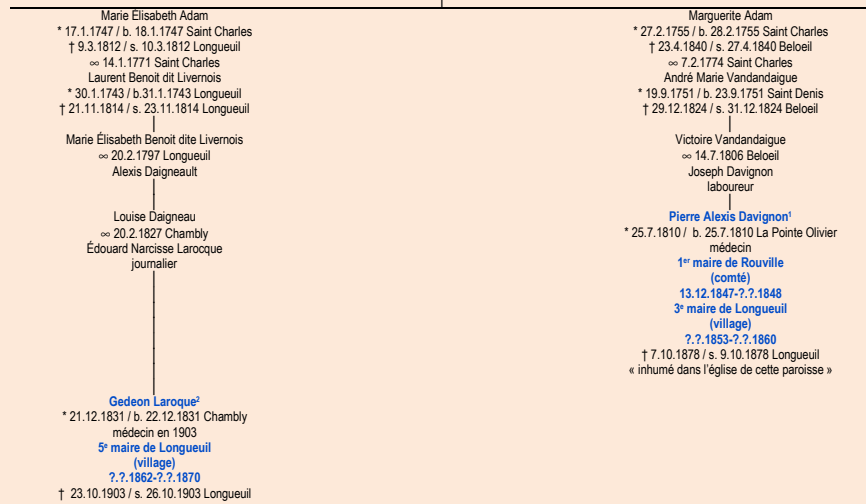 Marie Élisabeth Adam
* 17.1.1747 / b. 18.1.1747 Saint Charles
† 9.3.1812 / s. 10.3.1812 Longueuil
∞ 14.1.1771 Saint Charles
Laurent Benoit dit Livernois
* 30.1.1743 / b.31.1.1743 Longueuil
† 21.11.1814 / s. 23.11.1814 Longueuil
Marie Élisabeth Benoit dite Livernois
∞ 20.2.1797 Longueuil
Alexis Daigneault
Louise Daigneau
∞ 20.2.1827 Chambly
Édouard Narcisse Larocque
journalier
Gedeon Laroque²
* 21.12.1831 / b. 22.12.1831 Chambly
médecin en 1903
5e maire de Longueuil
(village)
?.?.1862-?.?.1870
† 23.10.1903 / s. 26.10.1903 Longueuil
Marguerite Adam
* 27.2.1755 / b. 28.2.1755 Saint Charles
† 23.4.1840 / s. 27.4.1840 Beloeil
∞ 7.2.1774 Saint Charles
André Marie Vandandaigue
* 19.9.1751 / b. 23.9.1751 Saint Denis
† 29.12.1824 / s. 31.12.1824 Beloeil
Victoire Vandandaigue
∞ 14.7.1806 Beloeil
Joseph Davignon
laboureur
Pierre Alexis Davignon¹
* 25.7.1810 / b. 25.7.1810 La Pointe Olivier
médecin
1er maire de Rouville
(comté)
13.12.1847-?.?.1848
3e maire de Longueuil
(village)
?.?.1853-?.?.1860
† 7.10.1878 / s. 9.10.1878 Longueuil
« inhumé dans l'église de cette paroisse »